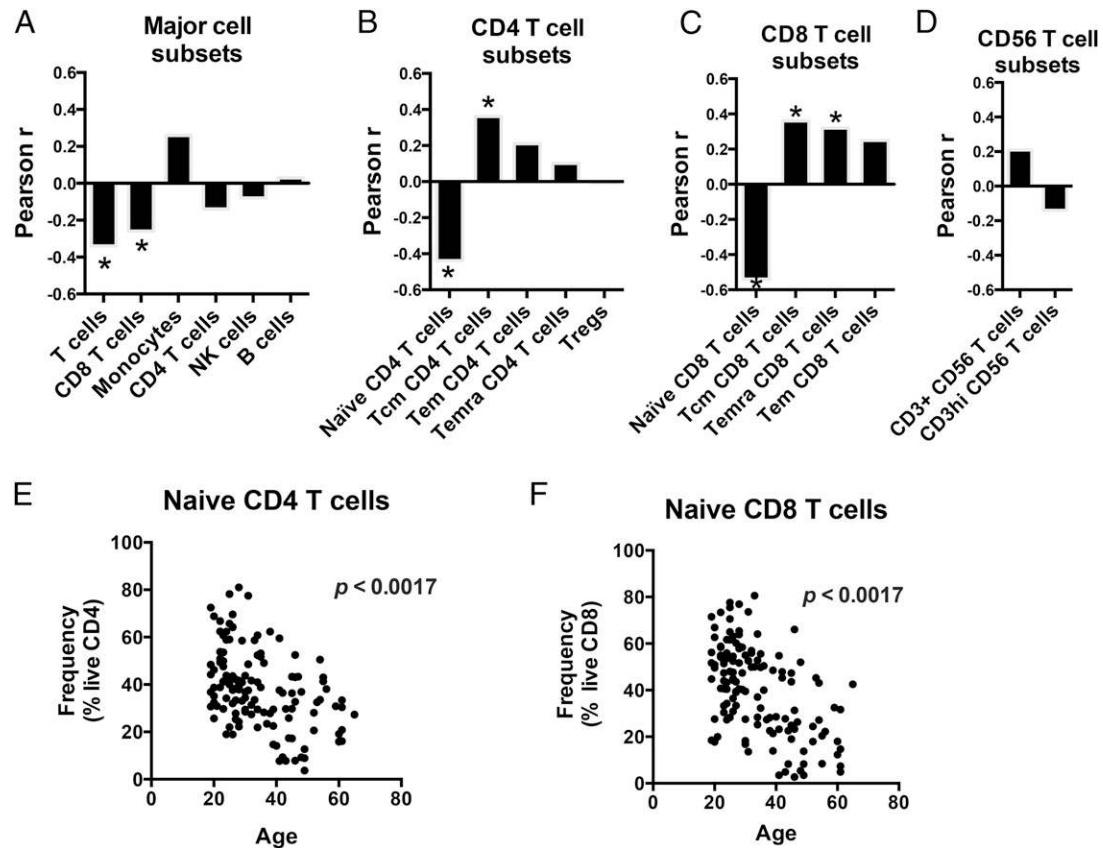 A
Major cell
subsets
Pearson r
0.6
0.4
0.2
0.0
-0.2
-0.4
-0.6
*
*
T cells
CD8 T cells
Monocytes
CD4 T cells
NK cells
B cells
B
CD4 T cell
subsets
Pearson r
0.6
0.4
0.2
0.0
-0.2
-0.4
-0.6
*
*
Naïve CD4 T cells
Tcm CD4 T cells
Tem CD4 T cells
Temra CD4 T cells
Tregs
C
CD8 T cell
subsets
Pearson r
0.6
0.4
0.2
0.0
-0.2
-0.4
-0.6
*
*
*
Naïve CD8 T cells
Tcm CD8 T cells
Temra CD8 T cells
Tem CD8 T cells
D
CD56 T cell
subsets
Pearson r
0.6
0.4
0.2
0.0
-0.2
-0.4
-0.6
CD3+ CD56 T cells
CD3hi CD56 T cells
E
Naive CD4 T cells
Frequency
(% live CD4)
100
80
60
40
20
0
p < 0.0017
0 20 40 60 80
Age
F
Naive CD8 T cells
Frequency
(% live CD8)
100
80
60
40
20
0
p < 0.0017
0 20 40 60 80
Age